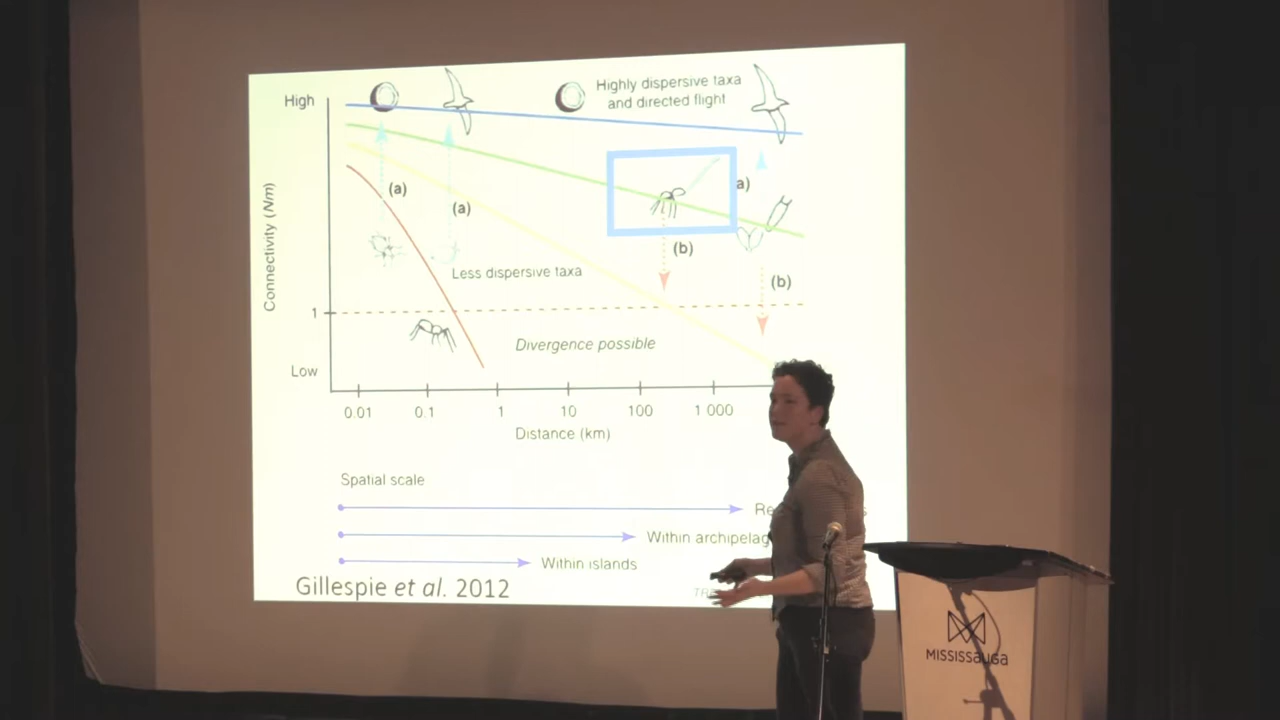 Highly dispersive taxa
and directed flight
High
Connectivity (Nm)
(a)
(a)
a)
(b)
(b)
Less dispersive taxa
1
Divergence possible
Low
0.01 0.1 1 10 100 1 000
Distance (km)
Spatial scale
Within archipelag
Within islands
Gillespie et al. 2012
MISSISSAUGA